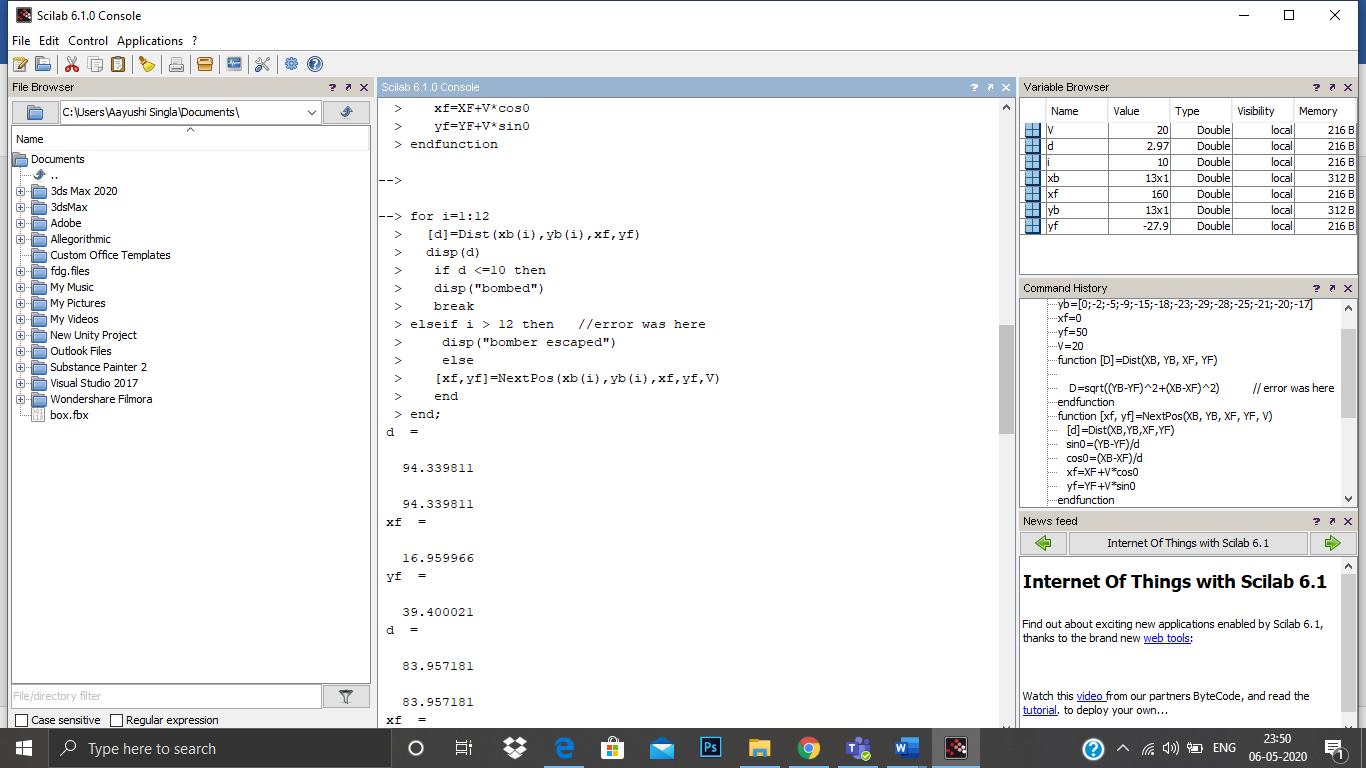 Scilab 6.1.0 Console
File Edit Control Applications ?
File Browser
C:\Users\Aayushi Singla\Documents\
Name
Documents
..
3ds Max 2020
3dsMax
Adobe
Allegorithmic
Custom Office Templates
fdg.files
My Music
My Pictures
My Videos
New Unity Project
Outlook Files
Substance Painter 2
Visual Studio 2017
Wondershare Filmora
box.fbx
File/directory filter
Case sensitive Regular expression
Scilab 6.1.0 Console
> xf=XF+V*cos0
> yf=YF+V*sin0
> endfunction
-->
--> for i=1:12
> [d]=Dist(xb(i),yb(i),xf,yf)
> disp(d)
> if d <=10 then
> disp("bombed")
> break
> elseif i > 12 then //error was here
> disp("bomber escaped")
> else
> [xf,yf]=NextPos(xb(i),yb(i),xf,yf,V)
> end
> end;
d =
94.339811
94.339811
xf =
16.959966
yf =
39.400021
d =
83.957181
83.957181
xf =
Variable Browser
Name Value Type Visibility Memory
V 20 Double local 216 B
d 2.97 Double local 216 B
i 10 Double local 216 B
xb 13x1 Double local 312 B
xf 160 Double local 216 B
yb 13x1 Double local 312 B
yf -27.9 Double local 216 B
Command History
yb=[0;-2;-5;-9;-15;-18;-23;-29;-28;-25;-21;-20;-17]
xf=0
yf=50
V=20
function [D]=Dist(XB, YB, XF, YF)
D=sqrt((YB-YF)^2+(XB-XF)^2) // error was here
endfunction
function [xf, yf]=NextPos(XB, YB, XF, YF, V)
[d]=Dist(XB,YB,XF,YF)
sin0=(YB-YF)/d
cos0=(XB-XF)/d
xf=XF+V*cos0
yf=YF+V*sin0
endfunction
News feed
Internet Of Things with Scilab 6.1
Internet Of Things with Scilab 6.1
Find out about exciting new applications enabled by Scilab 6.1,
thanks to the brand new web tools:
Watch this video from our partners ByteCode, and read the
tutorial. to deploy your own...
Type here to search
Ps
ENG
23:50
06-05-2020
1